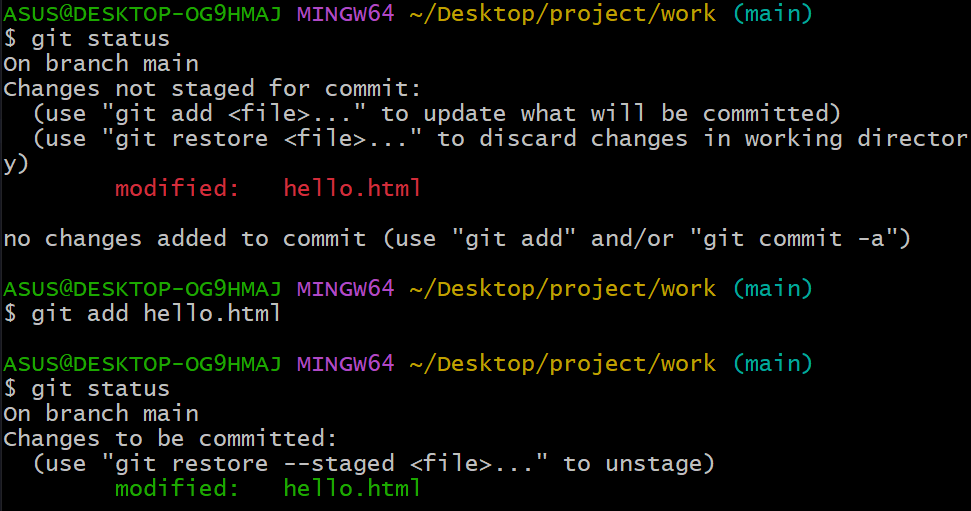 ASUS@DESKTOP-OG9HMAJ MINGW64 ~/Desktop/project/work (main)
$ git status
On branch main
Changes not staged for commit:
  (use "git add <file>..." to update what will be committed)
  (use "git restore <file>..." to discard changes in working director
y)
        modified:   hello.html

no changes added to commit (use "git add" and/or "git commit -a")

ASUS@DESKTOP-OG9HMAJ MINGW64 ~/Desktop/project/work (main)
$ git add hello.html

ASUS@DESKTOP-OG9HMAJ MINGW64 ~/Desktop/project/work (main)
$ git status
On branch main
Changes to be committed:
  (use "git restore --staged <file>..." to unstage)
        modified:   hello.html